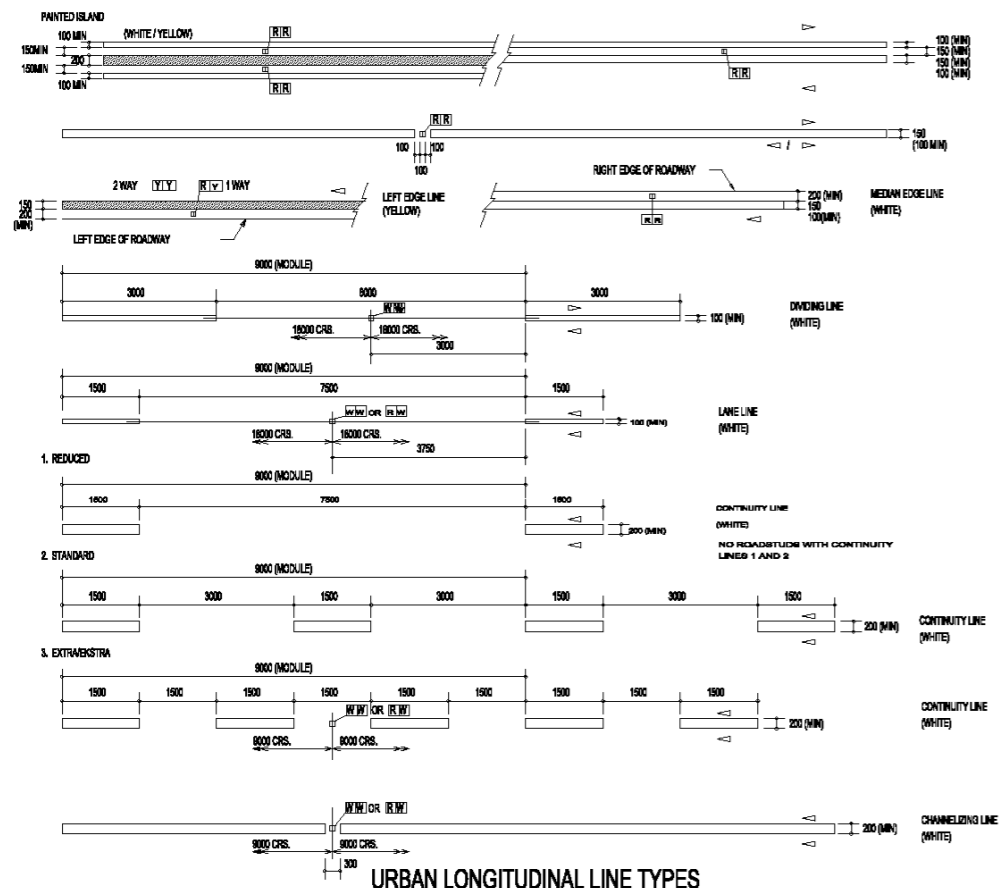 PAINTED ISLAND
100 MIN
(WHITE / YELLOW)
R R
150MIN
200
150MIN
100 MIN
R R
100 (MIN)
150 (MIN)
150 (MIN)
100 (MIN)
R R
R R
100 100
100
150
(100 MIN)
/
2 WAY Y Y R Y 1 WAY
LEFT EDGE LINE
(YELLOW)
150
200
(MIN)
LEFT EDGE OF ROADWAY
RIGHT EDGE OF ROADWAY
200 (MIN)
150
100(MIN)
MEDIAN EDGE LINE
(WHITE)
R R
9000 (MODULE)
3000 6000 3000
W W
18000 CRS. 18000 CRS.
3000
100 (MIN)
DIVIDING LINE
(WHITE)
9000 (MODULE)
1500 7500 1500
W W OR R W
18000 CRS. 18000 CRS.
3750
100 (MIN)
LANE LINE
(WHITE)
1. REDUCED
9000 (MODULE)
1500 7500 1500
200 (MIN)
CONTINUITY LINE
(WHITE)
NO ROADSTUDS WITH CONTINUITY
LINES 1 AND 2
2. STANDARD
9000 (MODULE)
1500 3000 1500 3000 1500 3000 1500
200 (MIN)
CONTINUITY LINE
(WHITE)
3. EXTRA/EKSTRA
9000 (MODULE)
1500 1500 1500 1500 1500 1500 1500 1500 1500
W W OR R W
9000 CRS. 9000 CRS.
200 (MIN)
CONTINUITY LINE
(WHITE)
W W OR R W
9000 CRS. 9000 CRS.
300
200 (MIN)
CHANNELIZING LINE
(WHITE)
URBAN LONGITUDINAL LINE TYPES